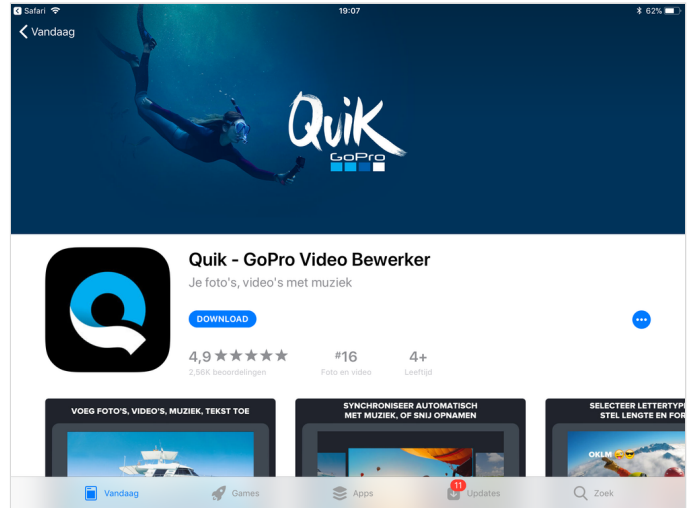 Safari
19:07
62%
Vandaag
Quik
GoPro
Quik - GoPro Video Bewerker
Je foto's, video's met muziek
DOWNLOAD
4,9 ★★★★★ #16 4+
2,56K beoordelingen Foto en video Leeftijd
VOEG FOTO'S, VIDEO'S, MUZIEK, TEKST TOE
SYNCHRONISEER AUTOMATISCH
MET MUZIEK, OF SNIJ OPNAMEN
SELECTEER LETTERTYP
STEL LENGTE EN FOR
OKLM
Vandaag
Games
Apps
11
Updates
Zoek